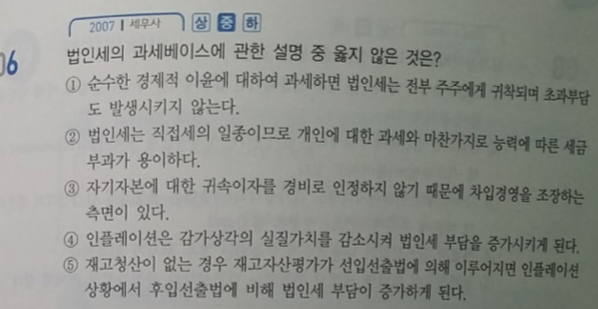 2007 | 세무사 상 중 하
06
법인세의 과세베이스에 관한 설명 중 옳지 않은 것은?
① 순수한 경제적 이윤에 대하여 과세하면 법인세는 전부 주주에게 귀착되며 초과부담
도 발생시키지 않는다.
② 법인세는 직접세의 일종이므로 개인에 대한 과세와 마찬가지로 능력에 따른 세금
부과가 용이하다.
③ 자기자본에 대한 귀속이자를 경비로 인정하지 않기 때문에 차입경영을 조장하는
측면이 있다.
④ 인플레이션은 감가상각의 실질가치를 감소시켜 법인세 부담을 증가시키게 된다.
⑤ 재고청산이 없는 경우 재고자산평가가 선입선출법에 의해 이루어지면 인플레이션
상황에서 후입선출법에 비해 법인세 부담이 증가하게 된다.